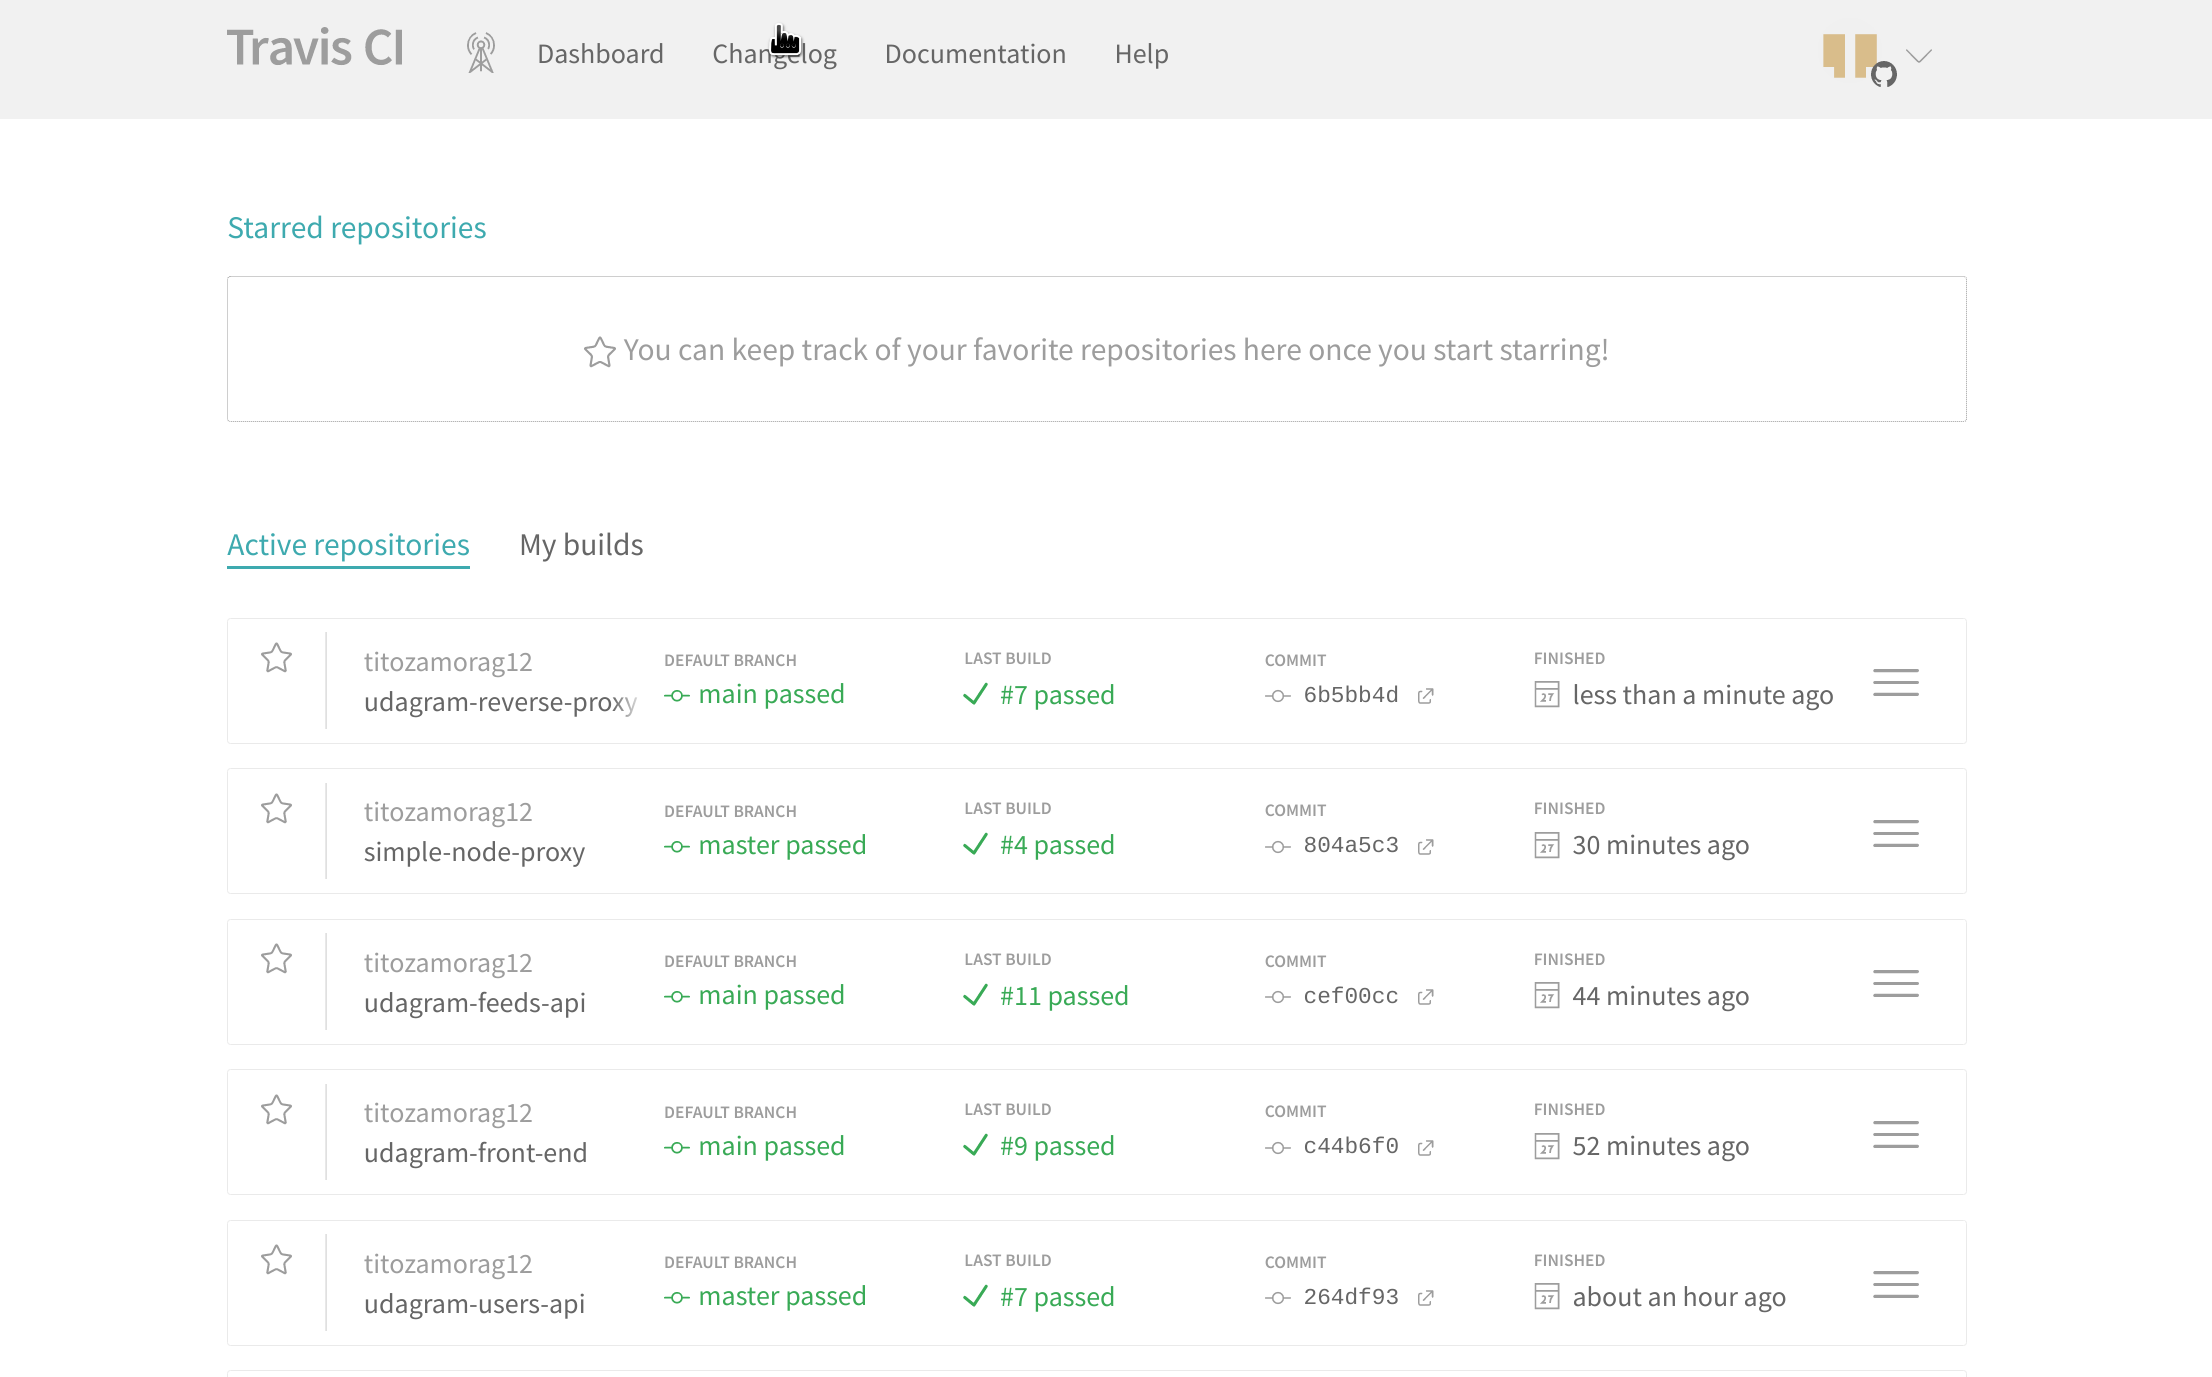 Travis CI
Dashboard Changelog Documentation Help
Starred repositories
You can keep track of your favorite repositories here once you start starring!
Active repositories My builds
titozamorag12
udagram-reverse-proxy
DEFAULT BRANCH
main passed
LAST BUILD
#7 passed
COMMIT
6b5bb4d
FINISHED
27 less than a minute ago
titozamorag12
simple-node-proxy
DEFAULT BRANCH
master passed
LAST BUILD
#4 passed
COMMIT
804a5c3
FINISHED
27 30 minutes ago
titozamorag12
udagram-feeds-api
DEFAULT BRANCH
main passed
LAST BUILD
#11 passed
COMMIT
cef00cc
FINISHED
27 44 minutes ago
titozamorag12
udagram-front-end
DEFAULT BRANCH
main passed
LAST BUILD
#9 passed
COMMIT
c44b6f0
FINISHED
27 52 minutes ago
titozamorag12
udagram-users-api
DEFAULT BRANCH
master passed
LAST BUILD
#7 passed
COMMIT
264df93
FINISHED
27 about an hour ago